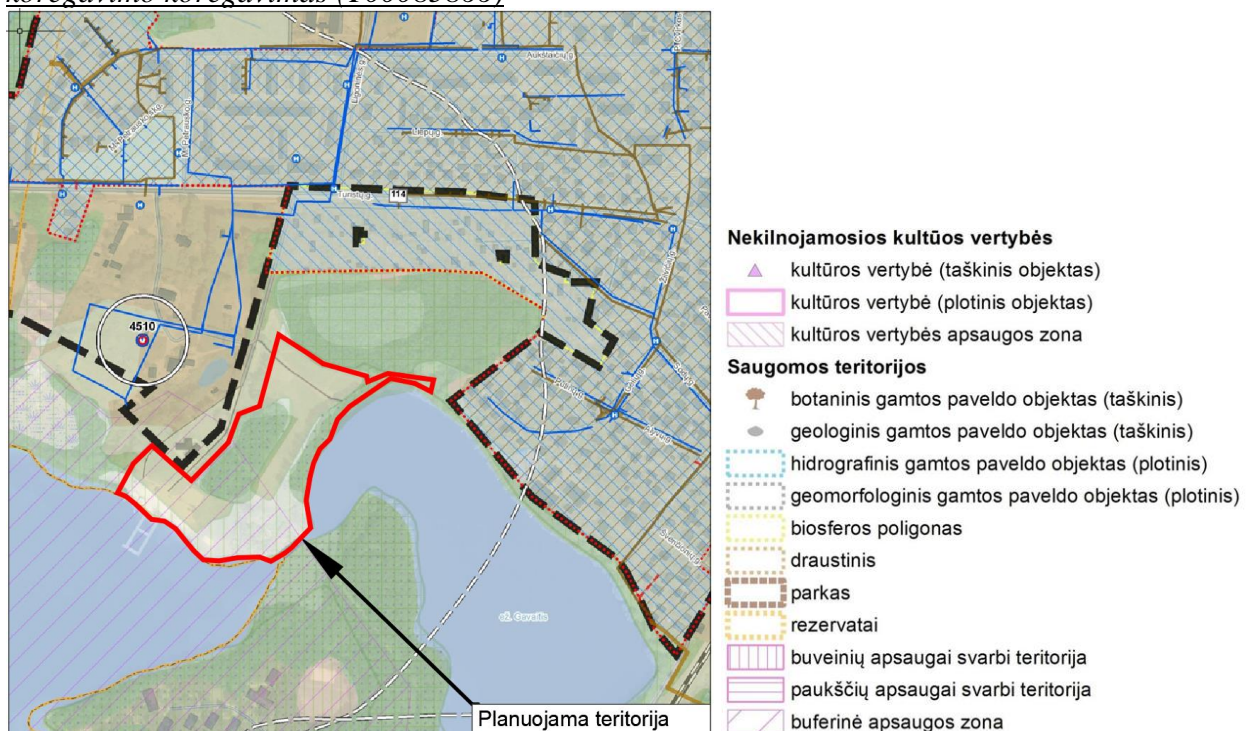 koregavimo koregavimas (T00085855)
Aukštaičių g.
Ligoninės g.
M. Petrausko g.
Liepų g.
Turistų g.
114
4510
ež. Gavaitis
Planuojama teritorija
Nekilnojamosios kultūos vertybės
kultūros vertybė (taškinis objektas)
kultūros vertybė (plotinis objektas)
kultūros vertybės apsaugos zona
Saugomos teritorijos
botaninis gamtos paveldo objektas (taškinis)
geologinis gamtos paveldo objektas (taškinis)
hidrografinis gamtos paveldo objektas (plotinis)
geomorfologinis gamtos paveldo objektas (plotinis)
biosferos poligonas
draustinis
parkas
rezervatai
buveinių apsaugai svarbi teritorija
paukščių apsaugai svarbi teritorija
buferinė apsaugos zona